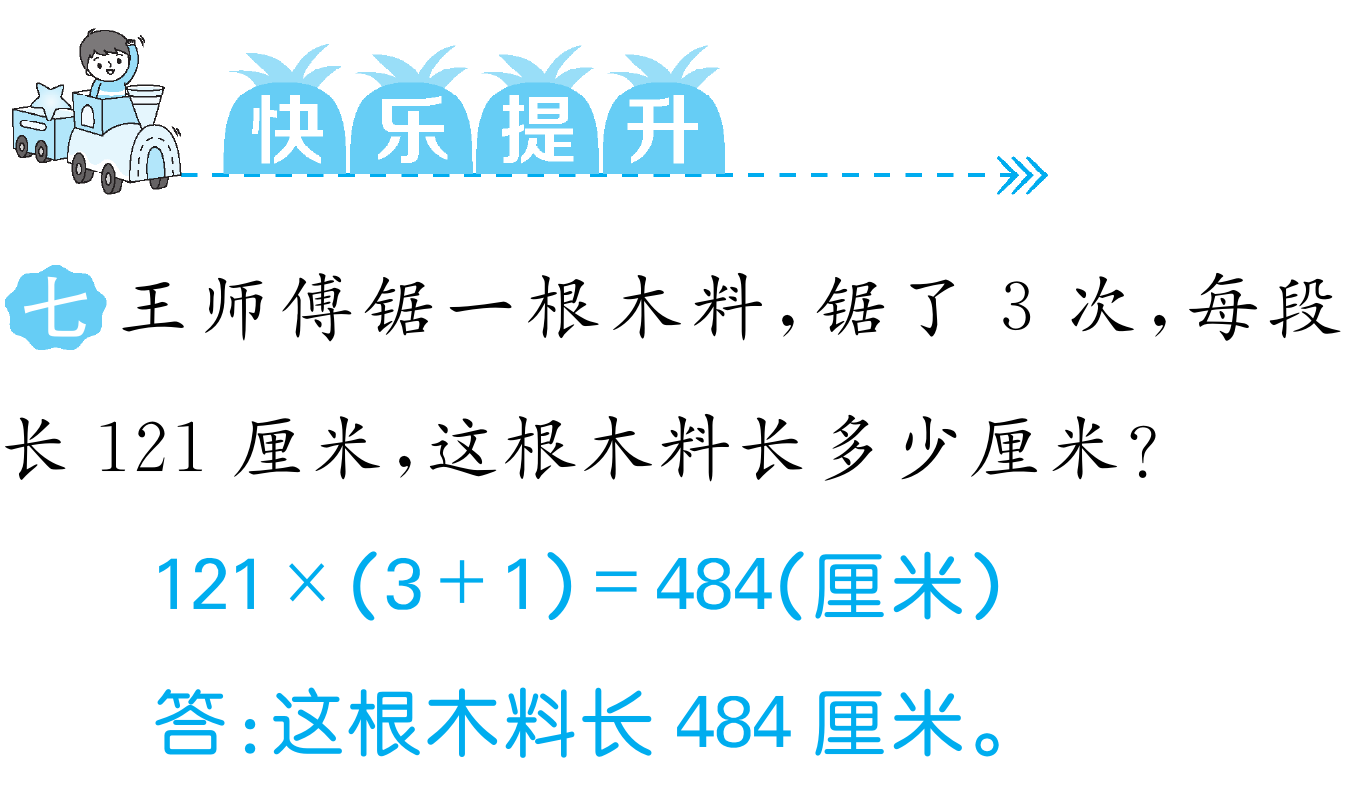 快乐提升
七 王师傅锯一根木料,锯了 3 次,每段
长 121 厘米,这根木料长多少厘米?
121×(3+1)=484(厘米)
答:这根木料长 484 厘米。